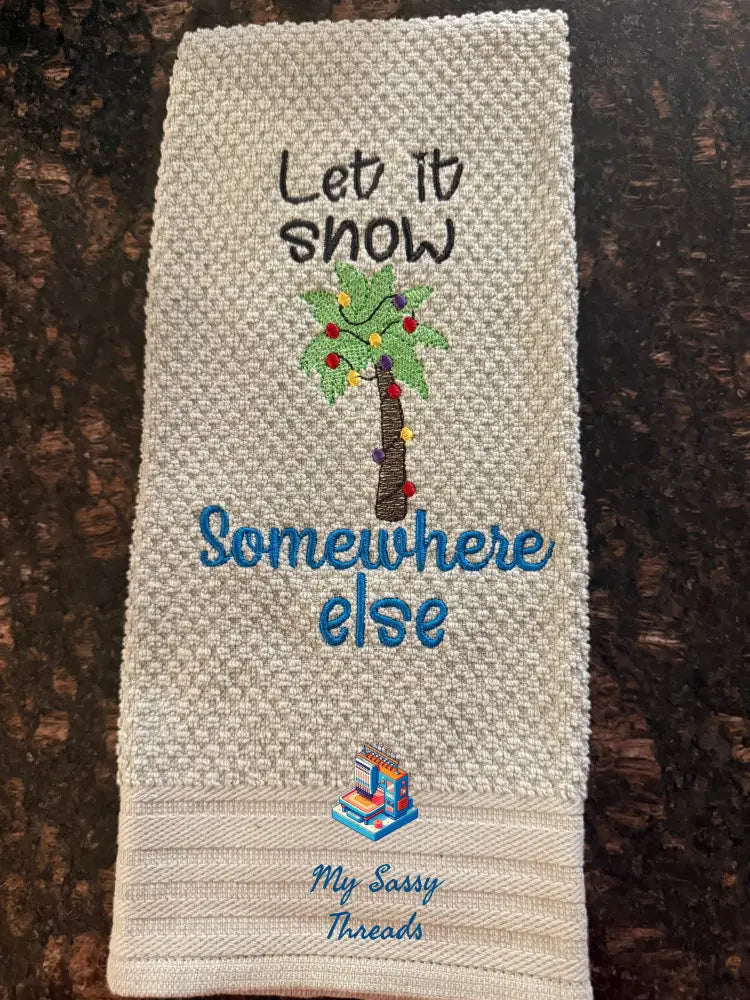 Let it
snow
Somewhere
else
My Sassy
Threads